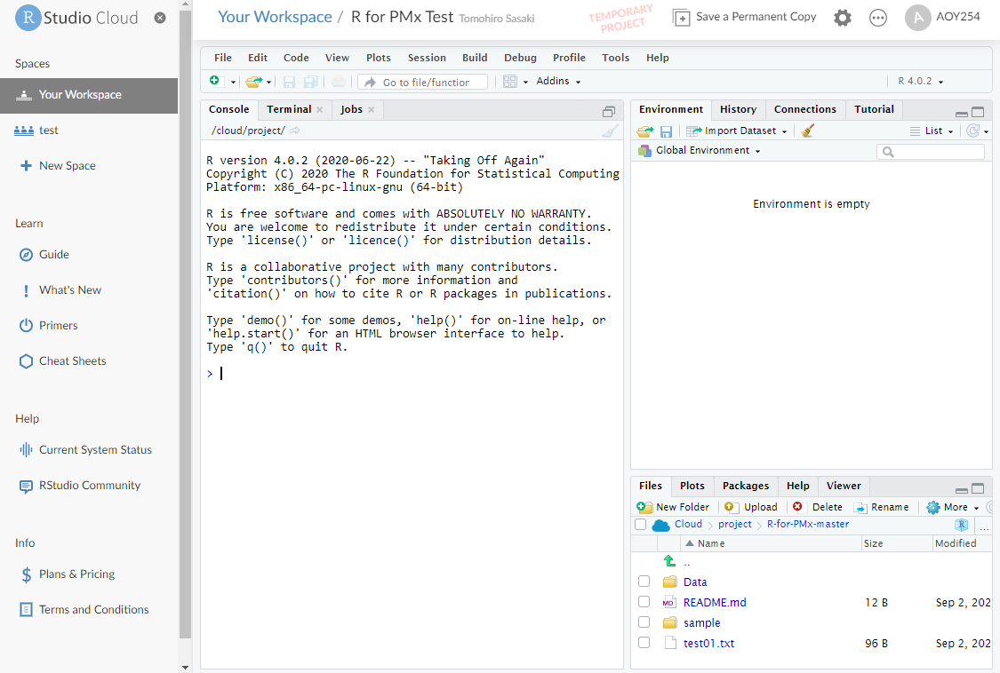 R Studio Cloud
Spaces
Your Workspace
test
New Space
Learn
Guide
What's New
Primers
Cheat Sheets
Help
Current System Status
RStudio Community
Info
Plans & Pricing
Terms and Conditions
Your Workspace / R for PMx Test Tomohiro Sasaki
TEMPORARY
PROJECT
Save a Permanent Copy
A AOY254
File Edit Code View Plots Session Build Debug Profile Tools Help
Go to file/function Addins R 4.0.2
Console Terminal Jobs
/cloud/project/
R version 4.0.2 (2020-06-22) -- "Taking Off Again"
Copyright (C) 2020 The R Foundation for Statistical Computing
Platform: x86_64-pc-linux-gnu (64-bit)
R is free software and comes with ABSOLUTELY NO WARRANTY.
You are welcome to redistribute it under certain conditions.
Type 'license()' or 'licence()' for distribution details.
R is a collaborative project with many contributors.
Type 'contributors()' for more information and
'citation()' on how to cite R or R packages in publications.
Type 'demo()' for some demos, 'help()' for on-line help, or
'help.start()' for an HTML browser interface to help.
Type 'q()' to quit R.
>
Environment History Connections Tutorial
Import Dataset List
Global Environment
Environment is empty
Files Plots Packages Help Viewer
New Folder Upload Delete Rename More
Cloud project R-for-PMx-master R ...
Name Size Modified
..
Data
MD README.md 12 B Sep 2, 202
sample
test01.txt 96 B Sep 2, 202